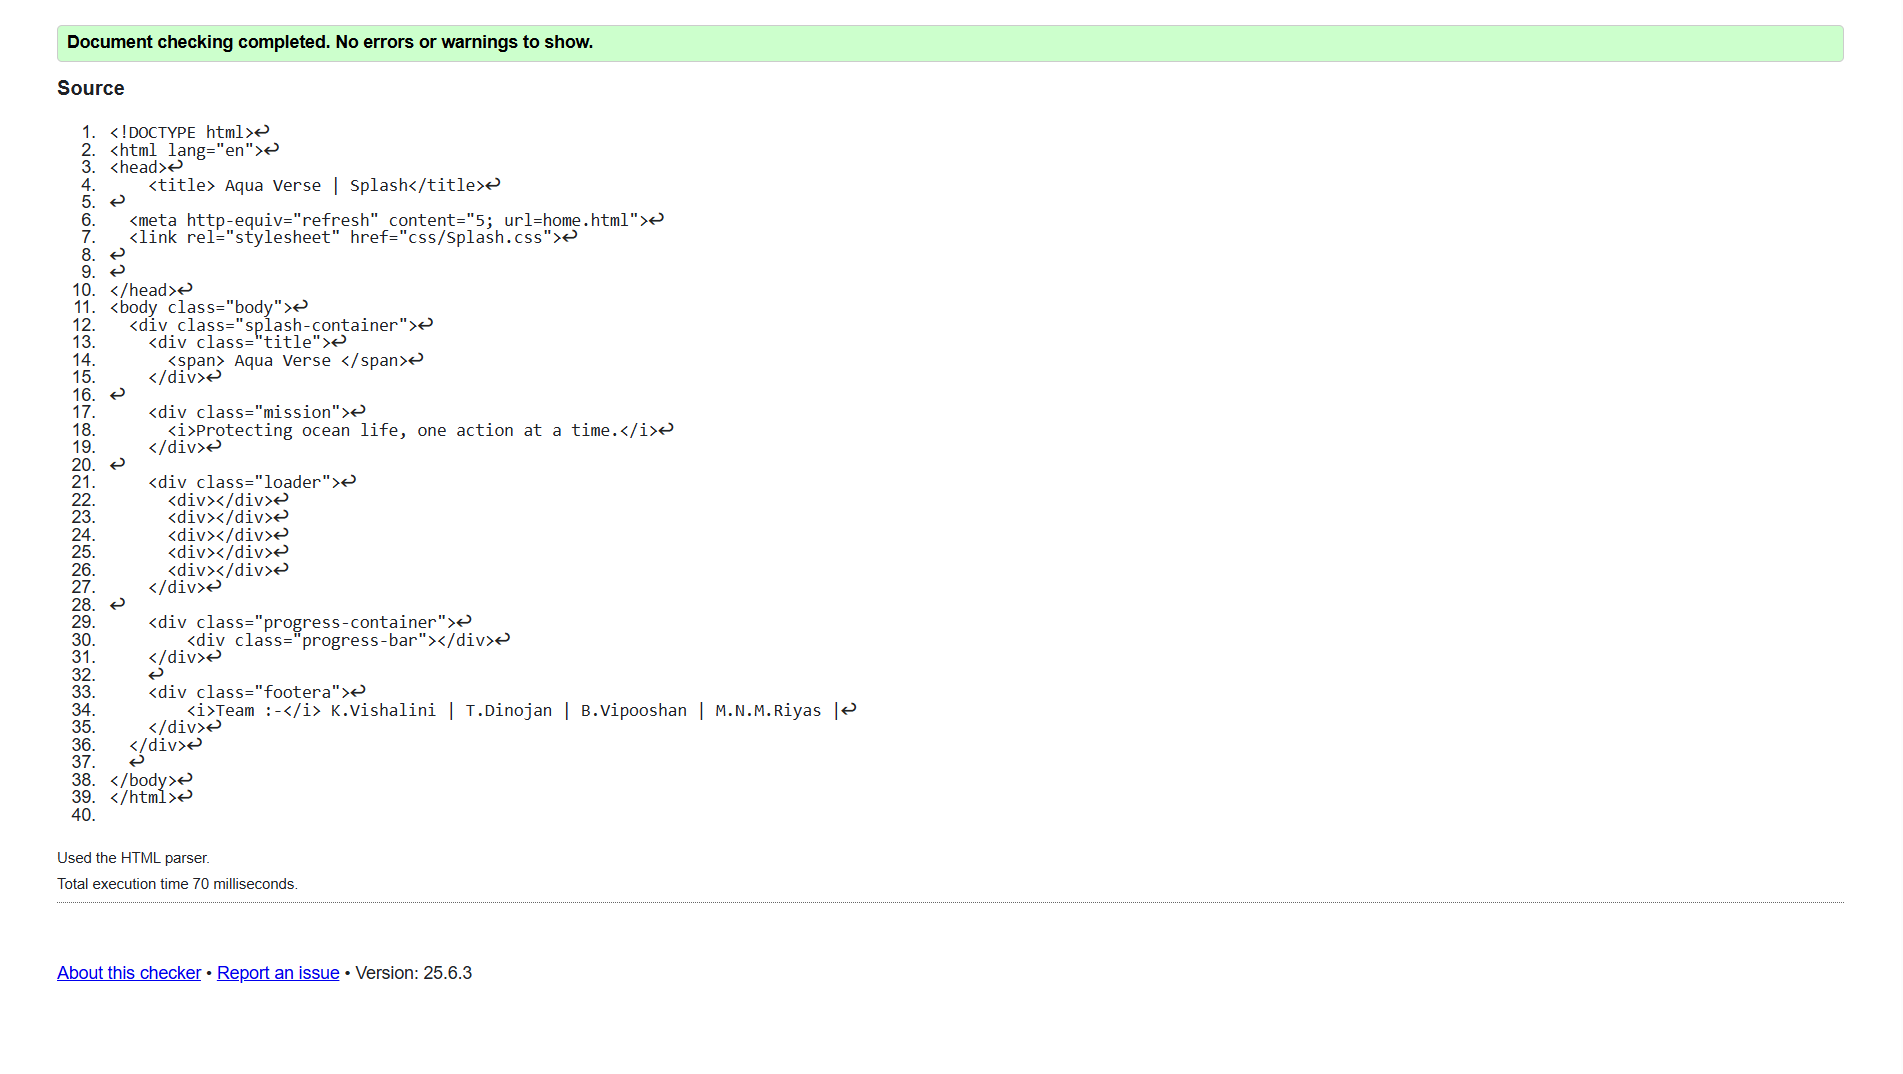 Document checking completed. No errors or warnings to show.
Source
1. <!DOCTYPE html>↩
2. <html lang="en">↩
3. <head>↩
4.     <title> Aqua Verse | Splash</title>↩
5. ↩
6.   <meta http-equiv="refresh" content="5; url=home.html">↩
7.   <link rel="stylesheet" href="css/Splash.css">↩
8. ↩
9. ↩
10. </head>↩
11. <body class="body">↩
12.   <div class="splash-container">↩
13.     <div class="title">↩
14.       <span> Aqua Verse </span>↩
15.     </div>↩
16. ↩
17.     <div class="mission">↩
18.       <i>Protecting ocean life, one action at a time.</i>↩
19.     </div>↩
20. ↩
21.     <div class="loader">↩
22.       <div></div>↩
23.       <div></div>↩
24.       <div></div>↩
25.       <div></div>↩
26.       <div></div>↩
27.     </div>↩
28. ↩
29.     <div class="progress-container">↩
30.         <div class="progress-bar"></div>↩
31.     </div>↩
32.     ↩
33.     <div class="footera">↩
34.         <i>Team :-</i> K.Vishalini | T.Dinojan | B.Vipooshan | M.N.M.Riyas |↩
35.     </div>↩
36.   </div>↩
37.   ↩
38. </body>↩
39. </html>↩
40.
Used the HTML parser.
Total execution time 70 milliseconds.
About this checker • Report an issue • Version: 25.6.3